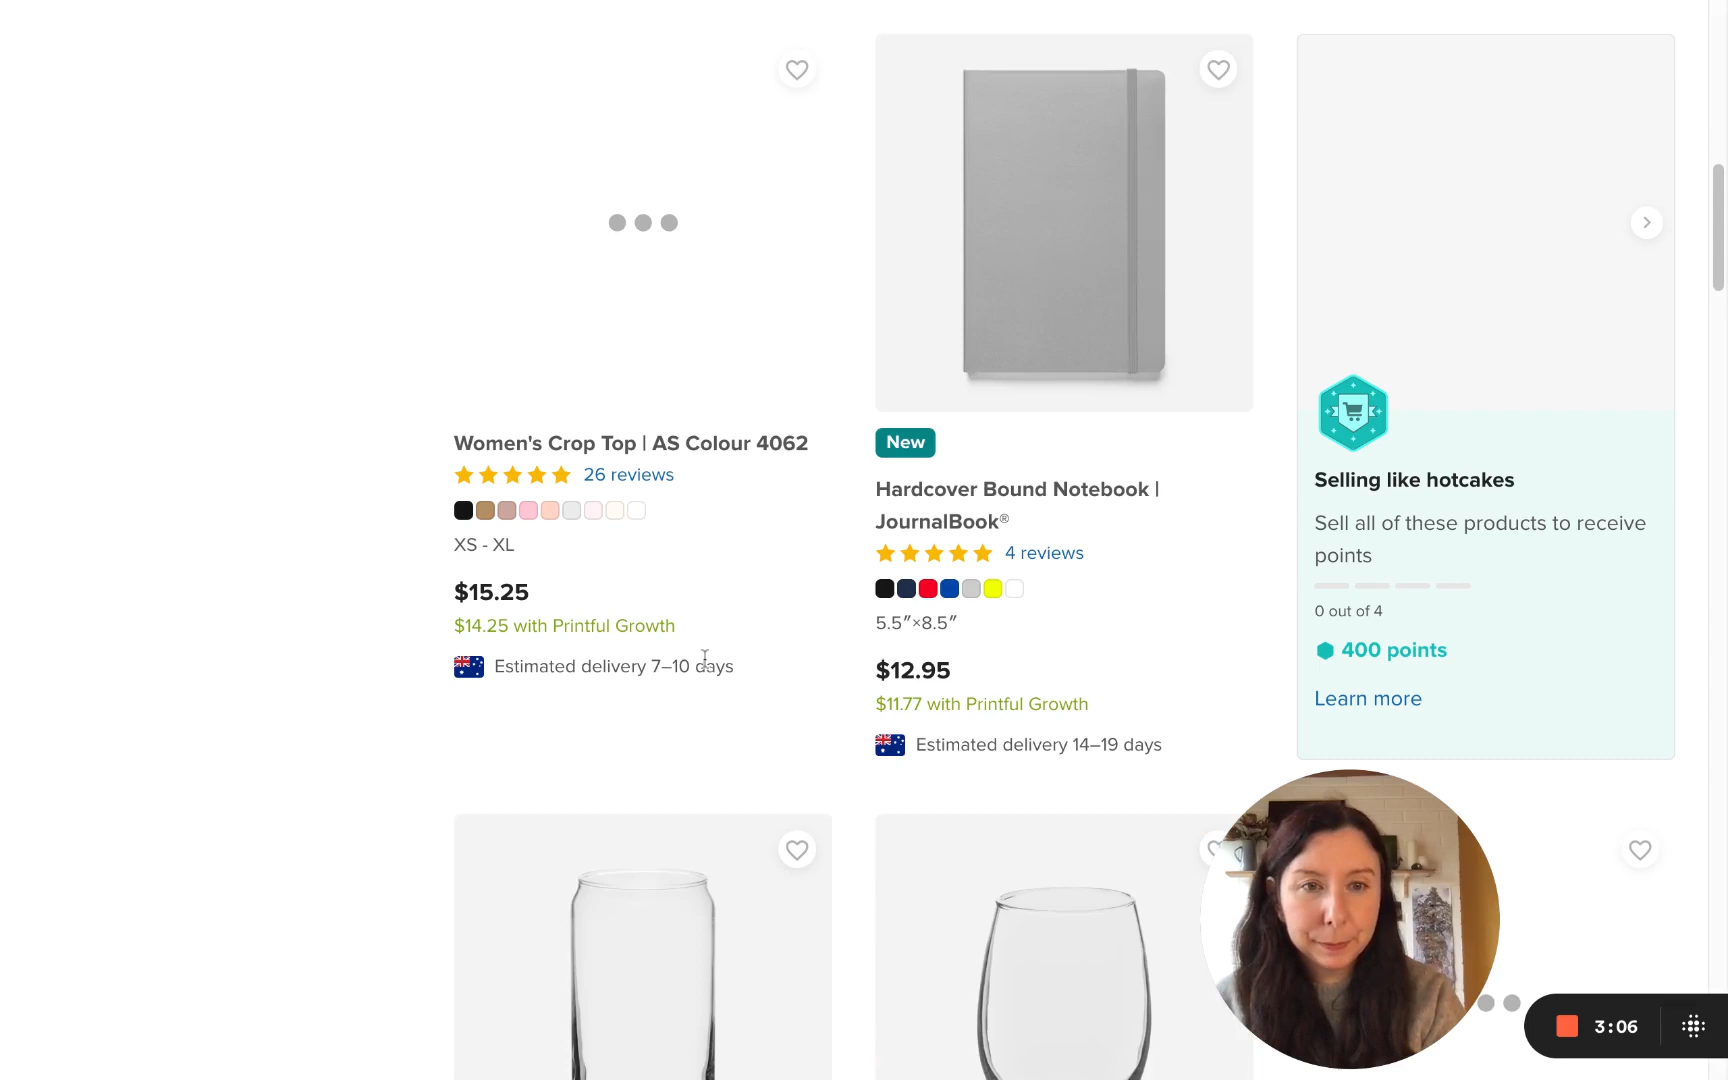 Women's Crop Top | AS Colour 4062
26 reviews
XS - XL
$15.25
$14.25 with Printful Growth
Estimated delivery 7–10 days
New
Hardcover Bound Notebook |
JournalBook®
4 reviews
5.5″×8.5″
$12.95
$11.77 with Printful Growth
Estimated delivery 14–19 days
Selling like hotcakes
Sell all of these products to receive
points
0 out of 4
400 points
Learn more
3:06